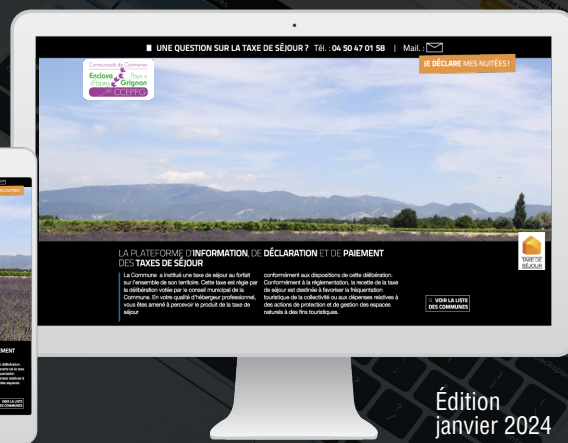 UNE QUESTION SUR LA TAXE DE SÉJOUR ? Tél. : 04 50 47 01 58 | Mail. :
JE DÉCLARE MES NUITÉES !
Communauté de Communes
Enclave Pays
des Papes Grignan
CCEPPG
LA PLATEFORME D'INFORMATION, DE DÉCLARATION ET DE PAIEMENT
DES TAXES DE SÉJOUR
La Commune a institué une taxe de séjour au forfait
sur l'ensemble de son territoire. Cette taxe est régie par
la délibération votée par le conseil municipal de la
Commune. En votre qualité d'hébergeur professionnel,
vous êtes amené à percevoir le produit de la taxe de
séjour
conformément aux dispositions de cette délibération.
Conformément à la réglementation, la recette de la taxe
de séjour est destinée à favoriser la fréquentation
touristique de la collectivité ou aux dépenses relatives à
des actions de protection et de gestion des espaces
naturels à des fins touristiques.
TAXE DE
SÉJOUR
VOIR LA LISTE
DES COMMUNES
Édition
janvier 2024